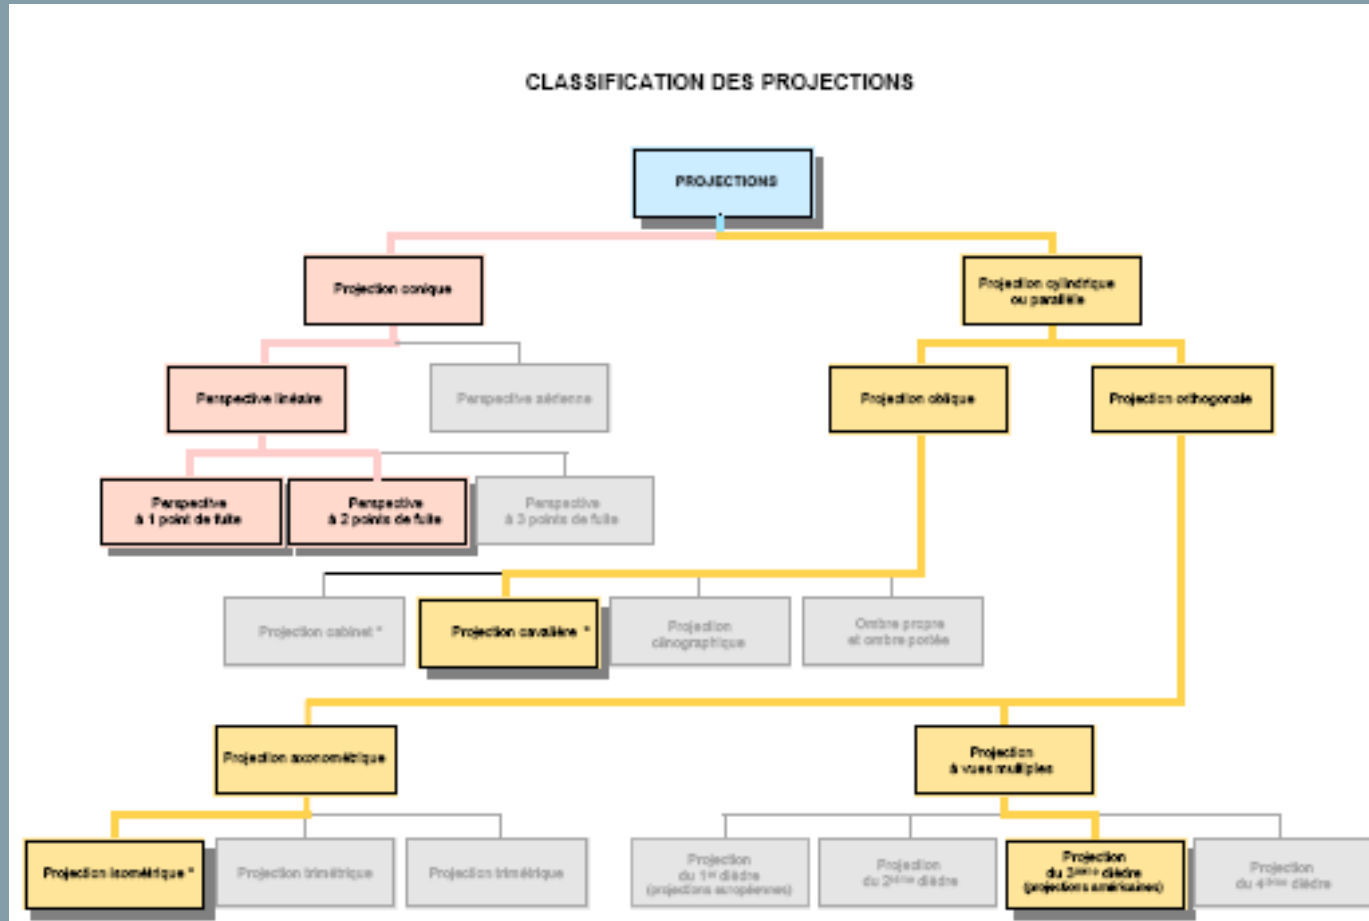 CLASSIFICATION DES PROJECTIONS
PROJECTIONS
Projection conique
Projection cylindrique
ou parallèle
Perspective linéaire
Perspective aérienne
Projection oblique
Projection orthogonale
Perspective
à 1 point de fuite
Perspective
à 2 points de fuite
Perspective
à 3 points de fuite
Projection cabinet *
Projection cavalière *
Projection
clinographique
Ombre propre
et ombre portée
Projection axonométrique
Projection
à vues multiples
Projection isométrique *
Projection trimétrique
Projection trimétrique
Projection
du 1er dièdre
(projections européennes)
Projection
du 2ième dièdre
Projection
du 3ième dièdre
(projections américaines)
Projection
du 4ième dièdre